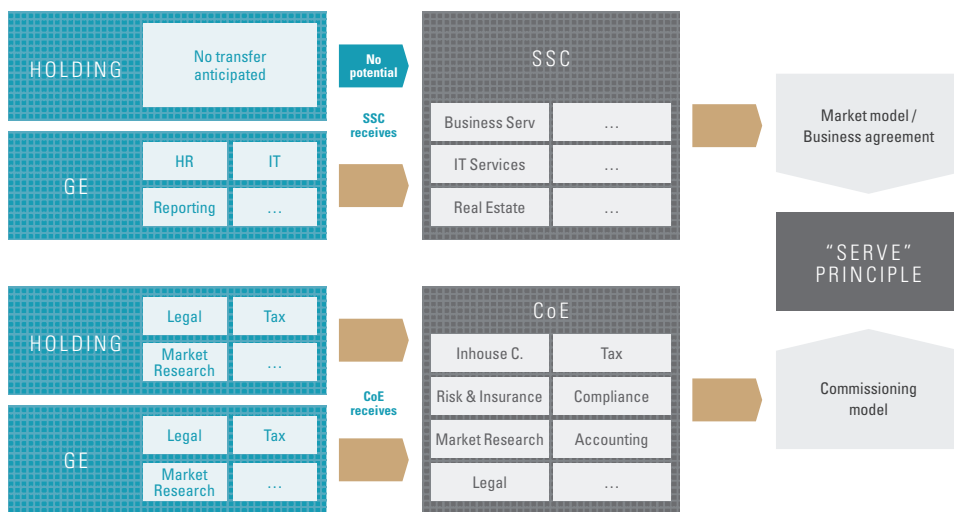 HOLDING
No transfer
anticipated
No
potential
SSC
receives
GE
HR
IT
Reporting
...
SSC
Business Serv
...
IT Services
...
Real Estate
...
Market model /
Business agreement
"SERVE"
PRINCIPLE
HOLDING
Legal
Tax
Market
Research
...
CoE
receives
GE
Legal
Tax
Market
Research
...
CoE
Inhouse C.
Tax
Risk & Insurance
Compliance
Market Research
Accounting
Legal
...
Commissioning
model